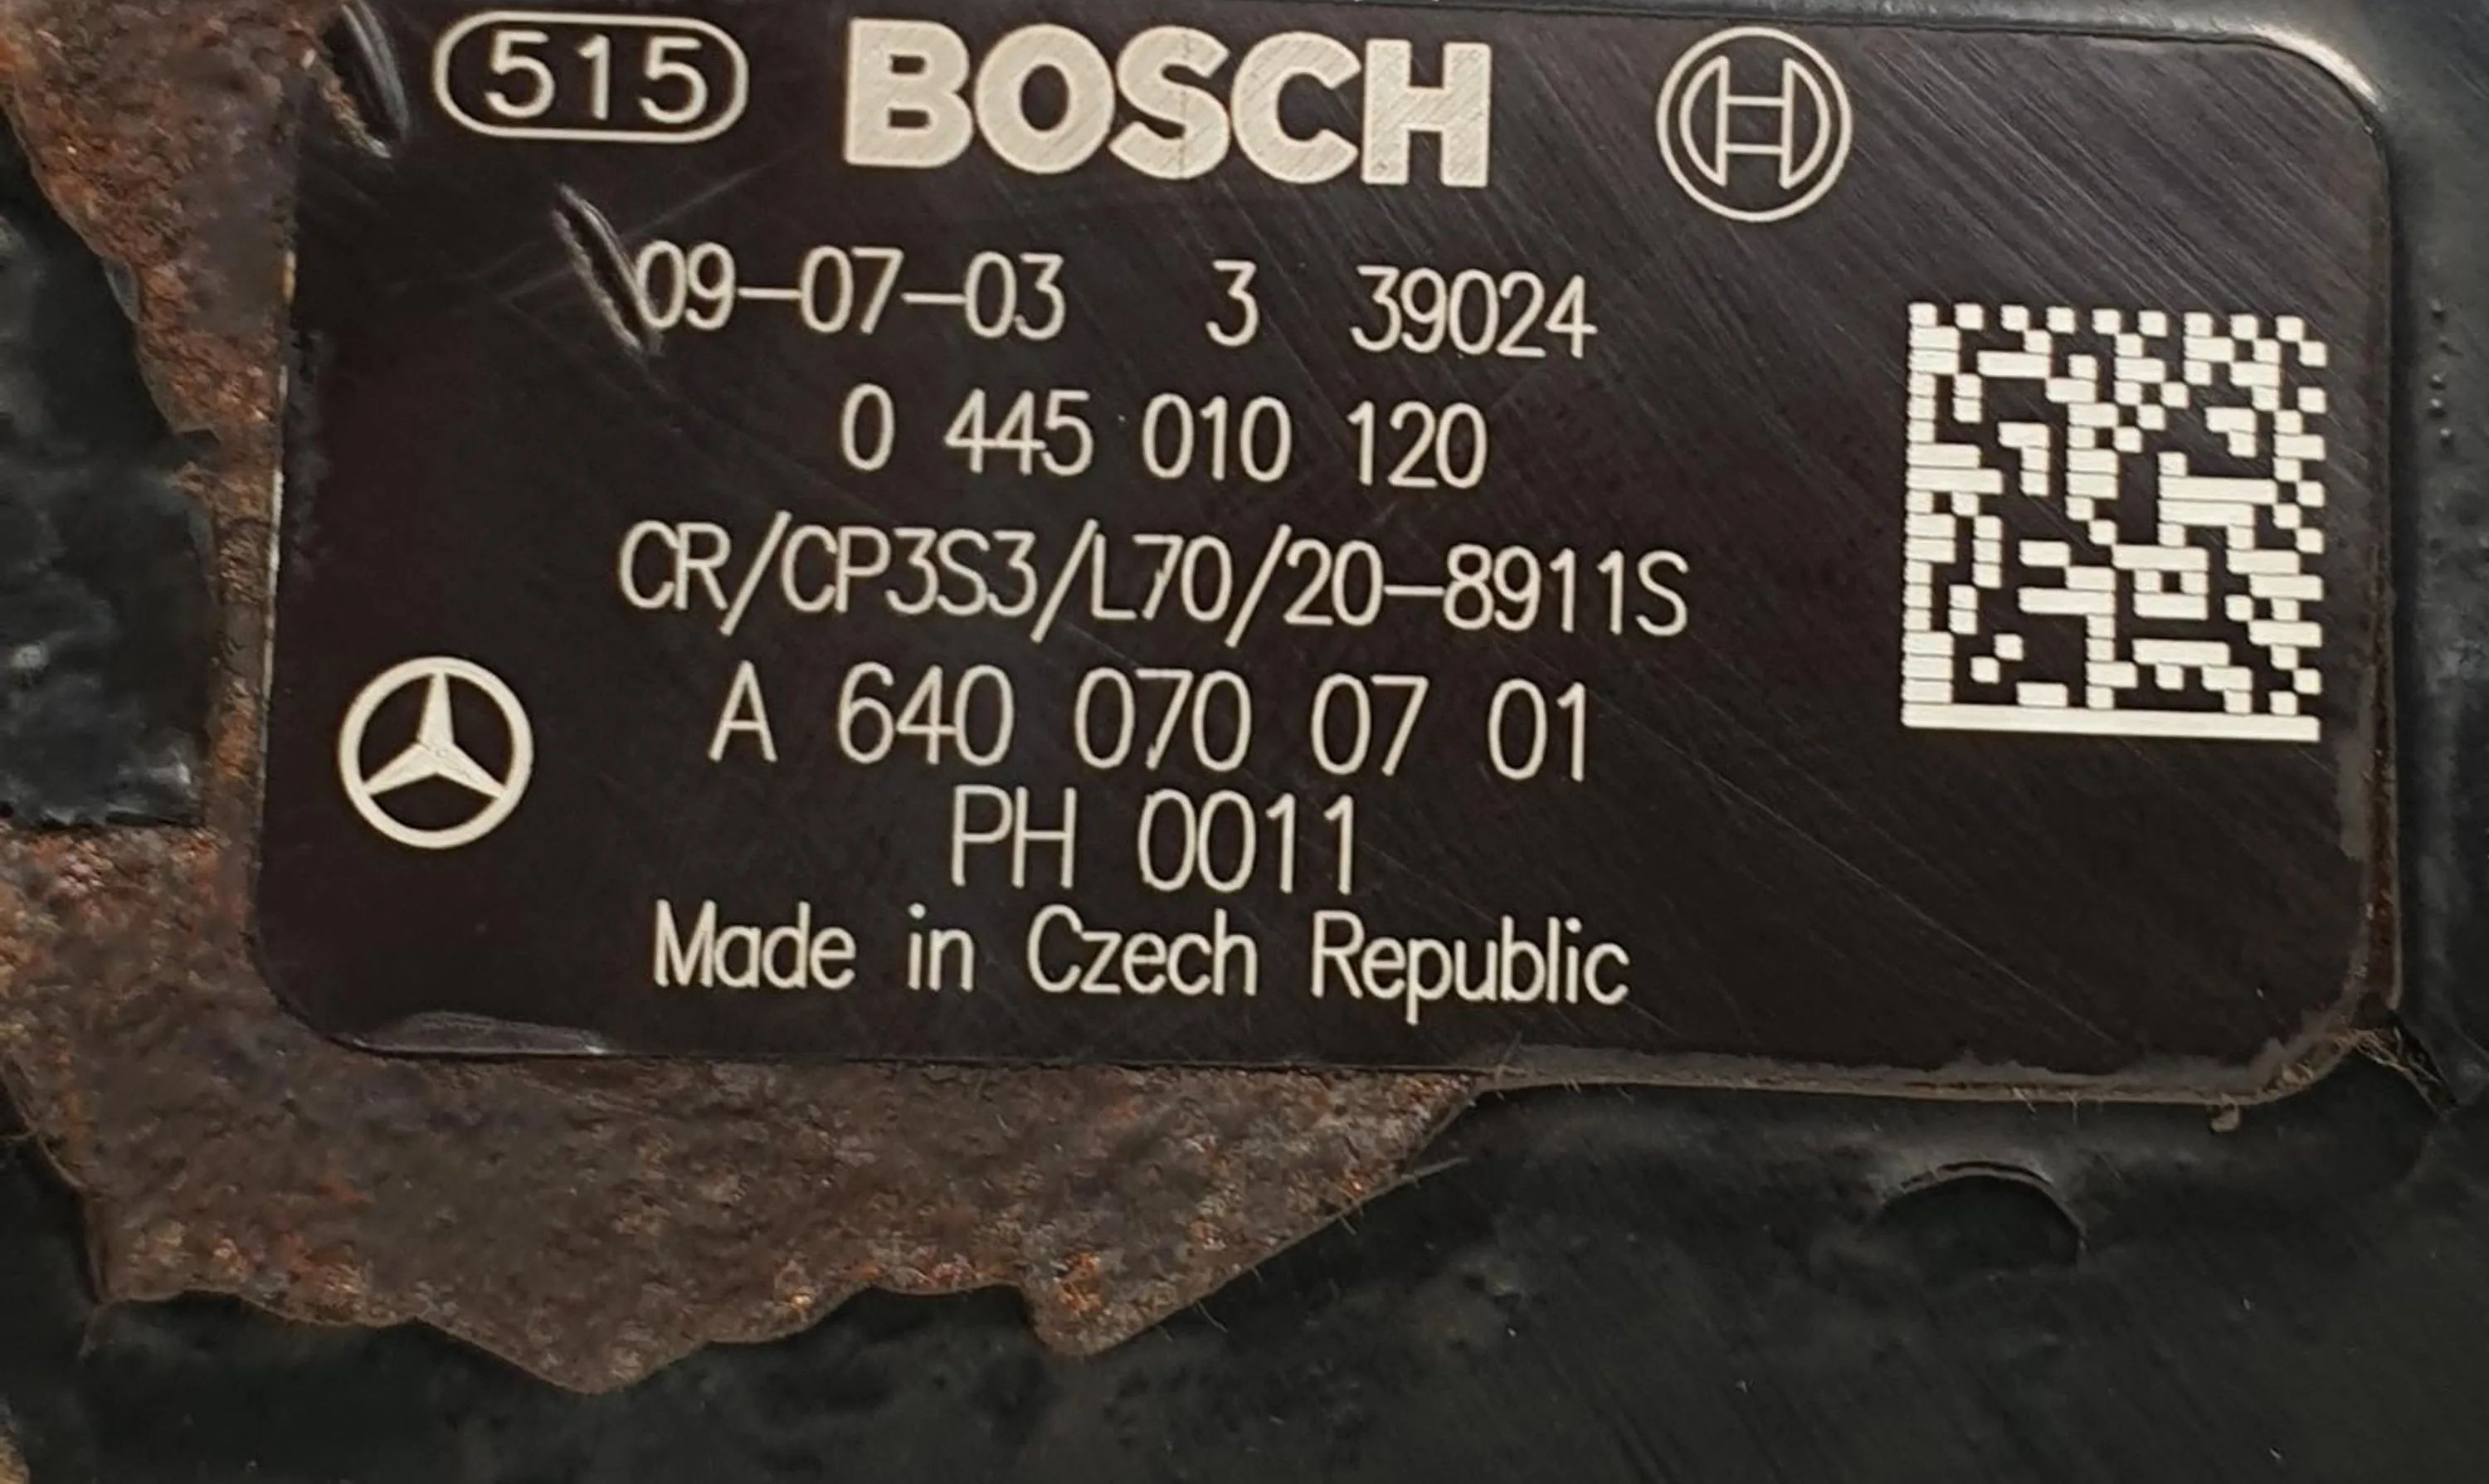 515 BOSCH
09-07-03 3 39024
0 445 010 120
CR/CP3S3/L70/20-8911S
A 640 070 07 01
PH 0011
Made in Czech Republic